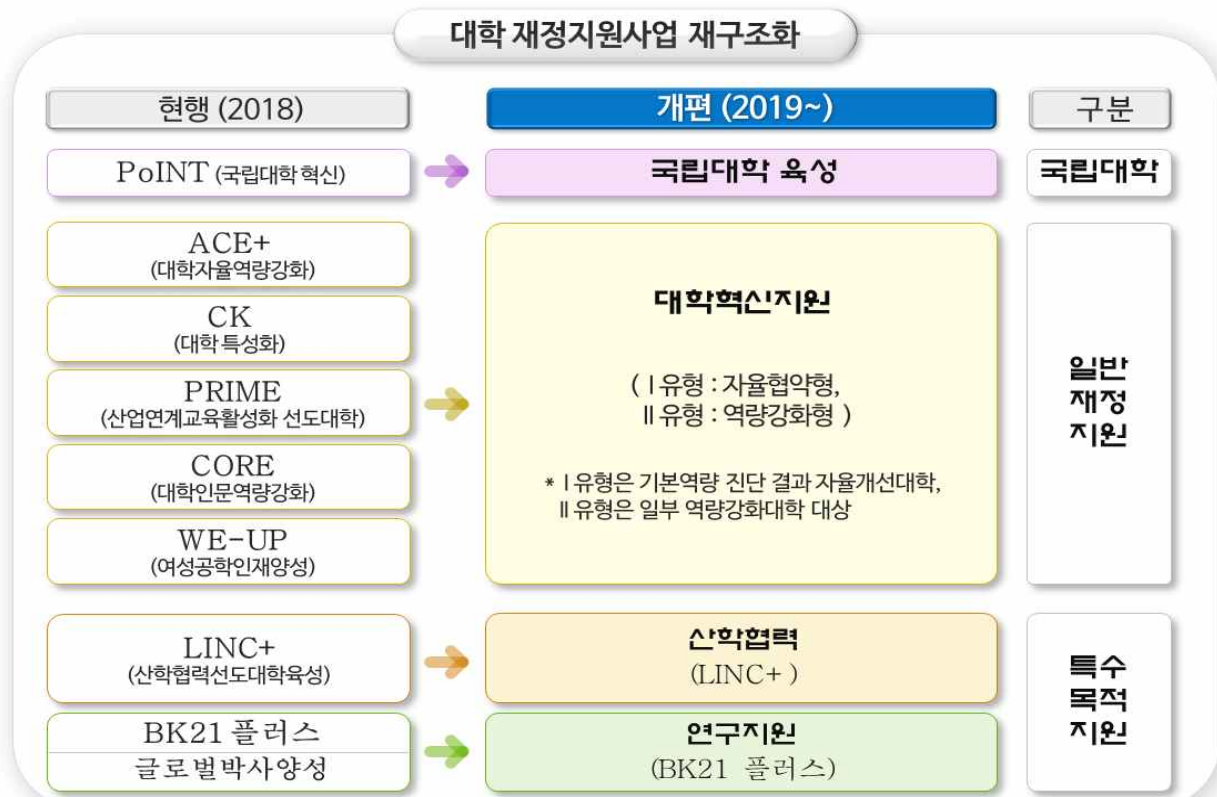 대학 재정지원사업 재구조화
현행 (2018)
개편 (2019~)
구분
PoINT (국립대학 혁신)
국립대학 육성
국립대학
ACE+
(대학자율역량강화)
CK
(대학 특성화)
PRIME
(산업연계교육활성화 선도대학)
CORE
(대학인문역량강화)
WE-UP
(여성공학인재양성)
대학혁신지원
( Ⅰ유형 : 자율협약형,
Ⅱ유형 : 역량강화형 )
* Ⅰ유형은 기본역량 진단 결과 자율개선대학,
Ⅱ유형은 일부 역량강화대학 대상
일반
재정
지원
LINC+
(산학협력선도대학육성)
산학협력
(LINC+ )
BK21 플러스
글로벌박사양성
연구지원
(BK21 플러스)
특수
목적
지원